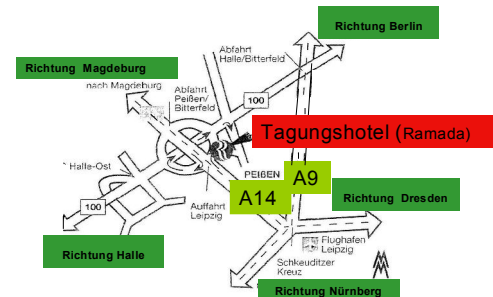 Richtung Berlin
Abfahrt
Halle/Bitterfeld
Richtung Magdeburg
nach Magdeburg
Abfahrt
Peißen/
Bitterfeld
100
Tagungshotel (Ramada)
Halle-Ost
PEIßEN
A9
A14
Auffahrt
Leipzig
100
Richtung Dresden
Richtung Halle
Flughafen
Leipzig
Schkeuditzer
Kreuz
Richtung Nürnberg